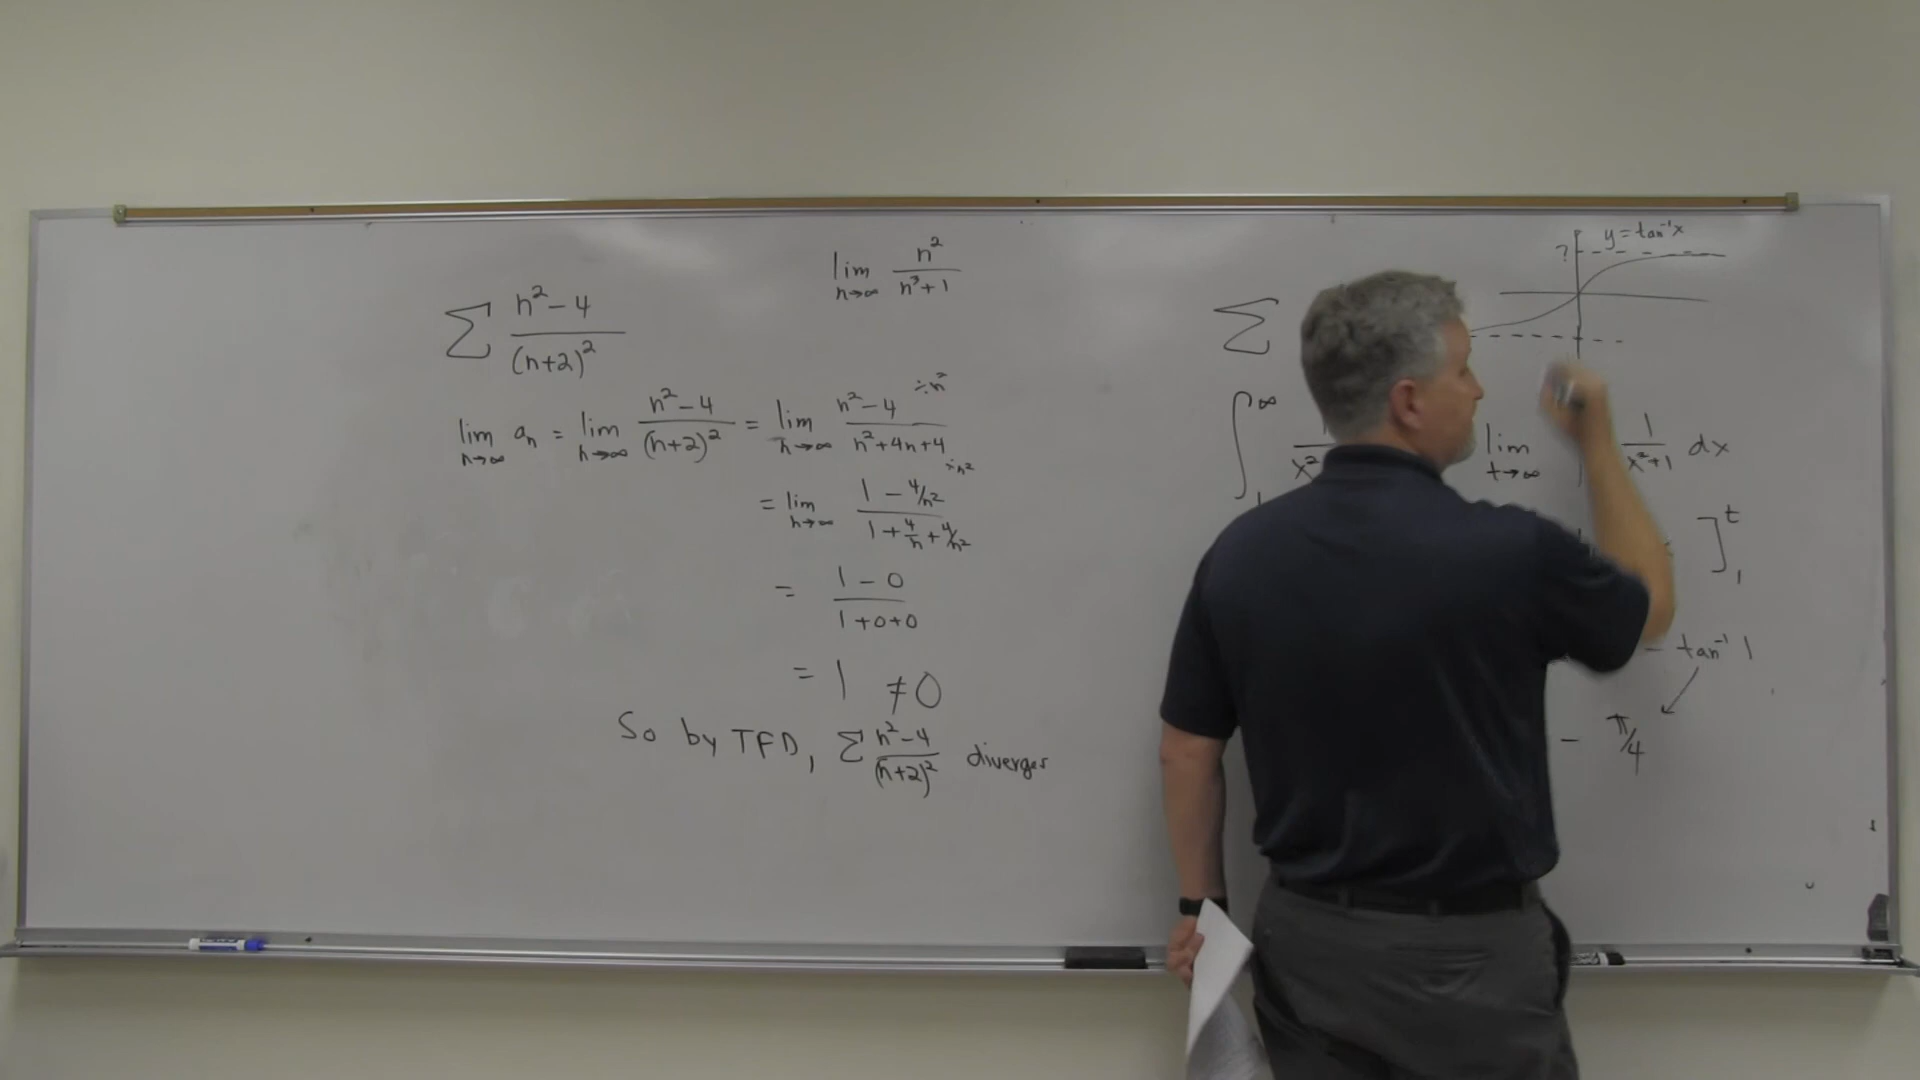 lim n→∞ n²/(n³+1)
∑ (n²-4)/(n+2)²
lim n→∞ aₙ = lim n→∞ (n²-4)/(n+2)² = lim n→∞ (n²-4)/(n²+4n+4) ÷n² ÷n²
= lim n→∞ (1 - 4/n²)/(1 + 4/n + 4/n²)
= (1-0)/(1+0+0)
= 1 ≠0
So by TFD, ∑ (n²-4)/(n+2)² diverges
? y = tan⁻¹x
∑
∫ ∞ 1 lim t→∞ 1/(x²+1) dx
]ᵗ₁
- tan⁻¹ 1
- π/4